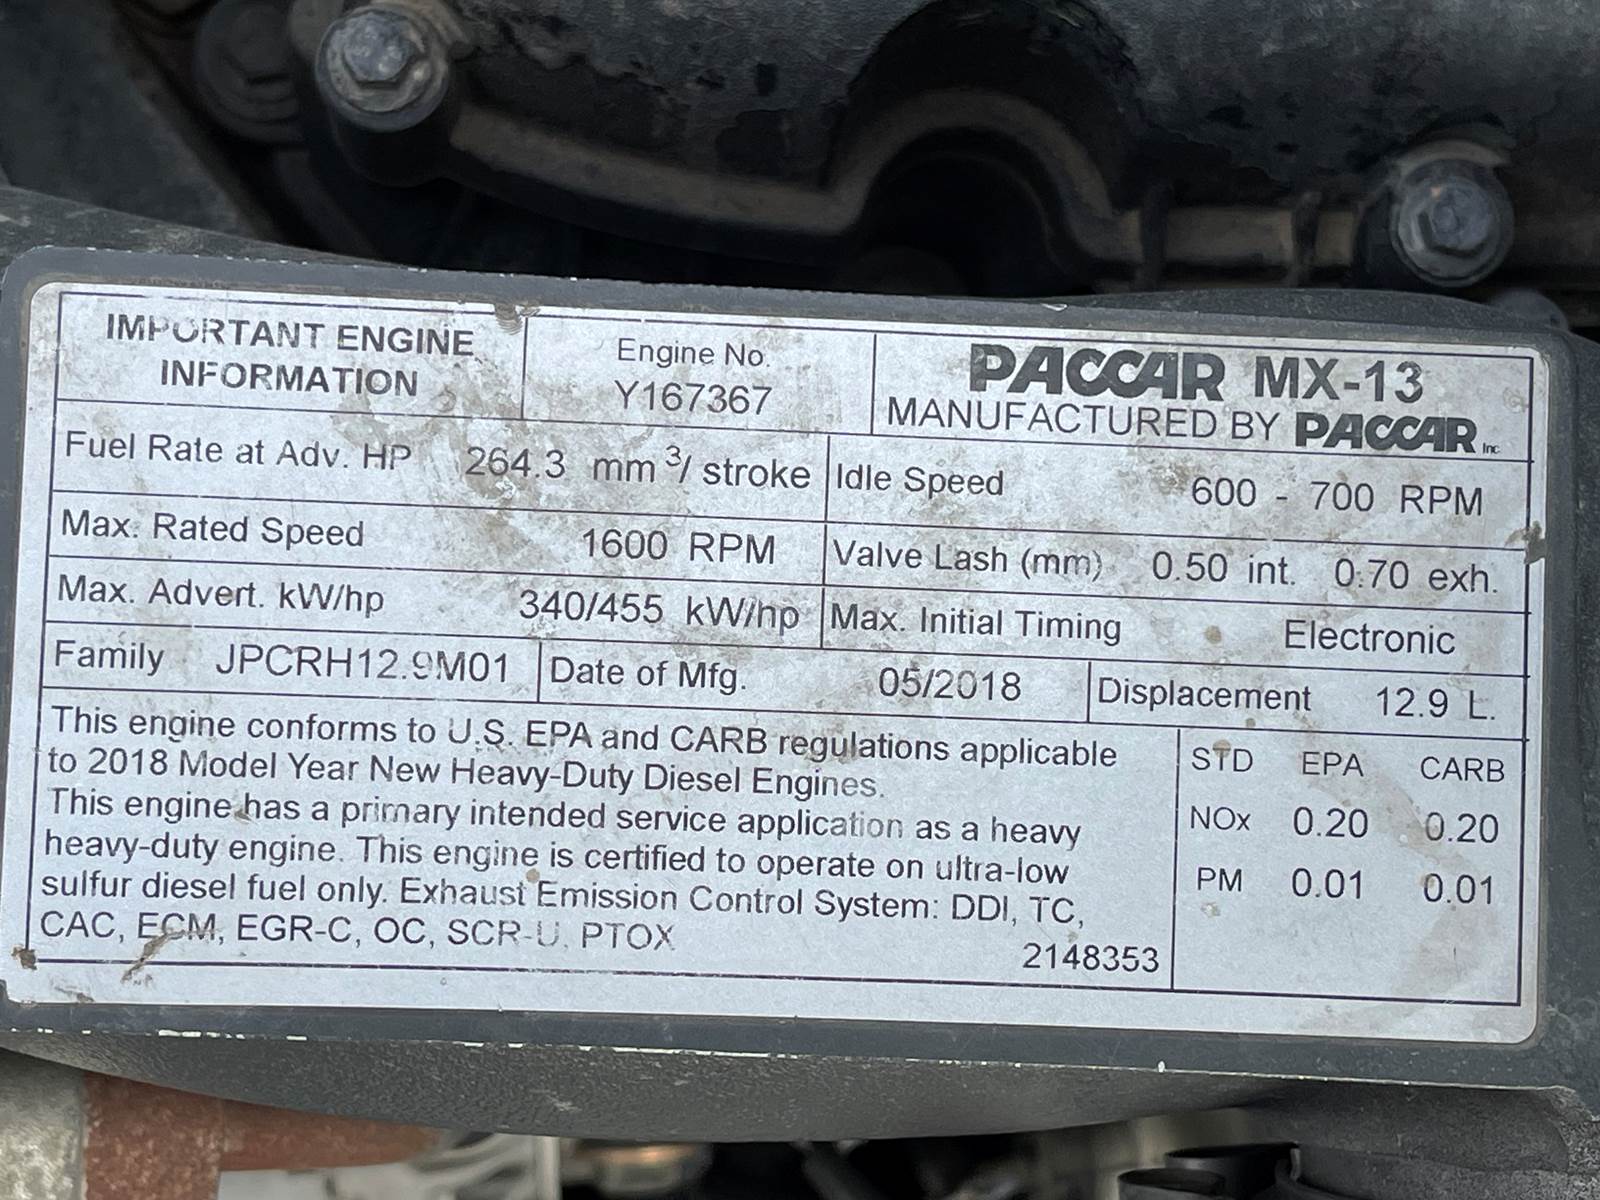 IMPORTANT ENGINE
INFORMATION
Engine No.
Y167367
PACCAR MX-13
MANUFACTURED BY PACCAR Inc
Fuel Rate at Adv. HP 264.3 mm³/ stroke
Idle Speed 600 - 700 RPM
Max. Rated Speed 1600 RPM
Valve Lash (mm) 0.50 int. 0.70 exh.
Max. Advert. kW/hp 340/455 kW/hp
Max. Initial Timing Electronic
Family JPCRH12.9M01
Date of Mfg. 05/2018
Displacement 12.9 L.
This engine conforms to U.S. EPA and CARB regulations applicable
to 2018 Model Year New Heavy-Duty Diesel Engines.
This engine has a primary intended service application as a heavy
heavy-duty engine. This engine is certified to operate on ultra-low
sulfur diesel fuel only. Exhaust Emission Control System: DDI, TC,
CAC, ECM, EGR-C, OC, SCR-U, PTOX
2148353
STD EPA CARB
NOx 0.20 0.20
PM 0.01 0.01